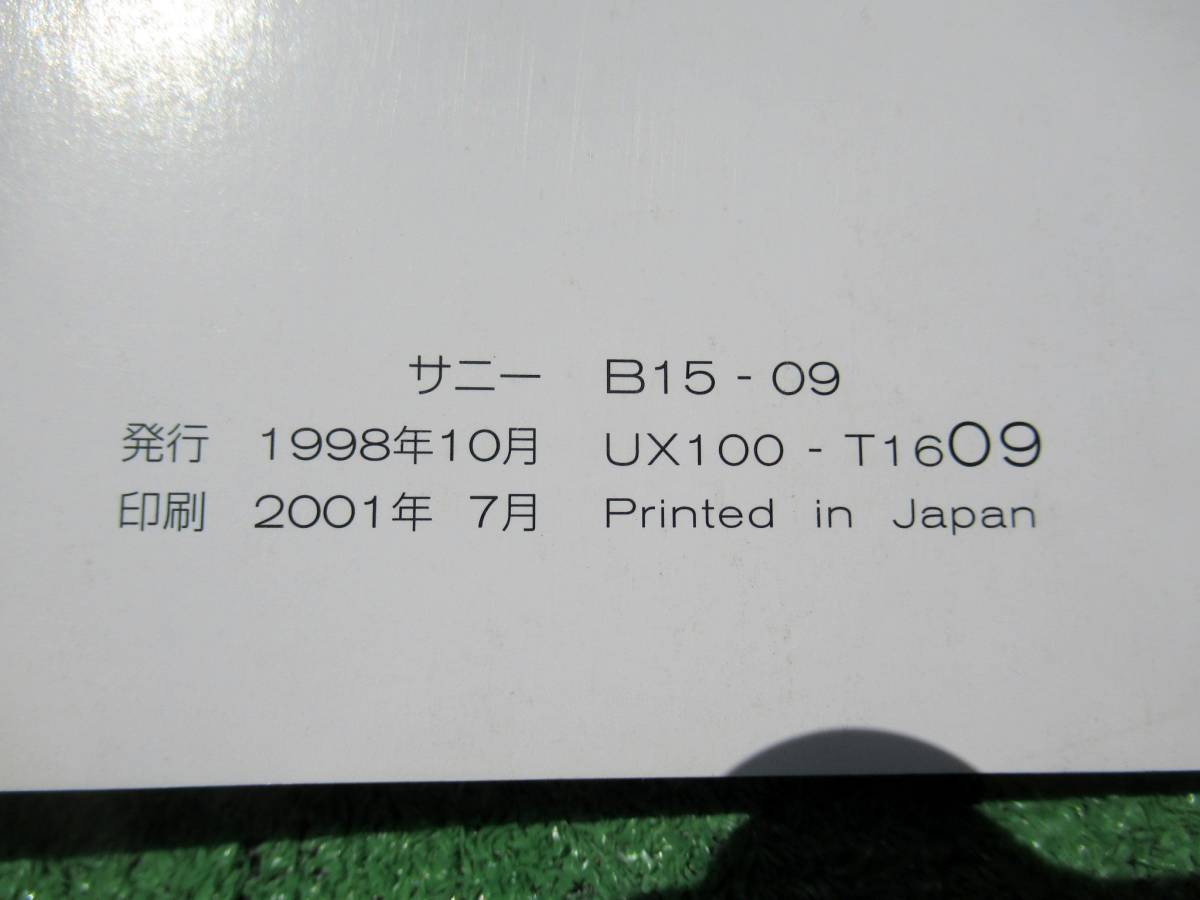 サニー B15 - 09
発行 1998年10月 UX100 - T1609
印刷 2001年 7月 Printed in Japan